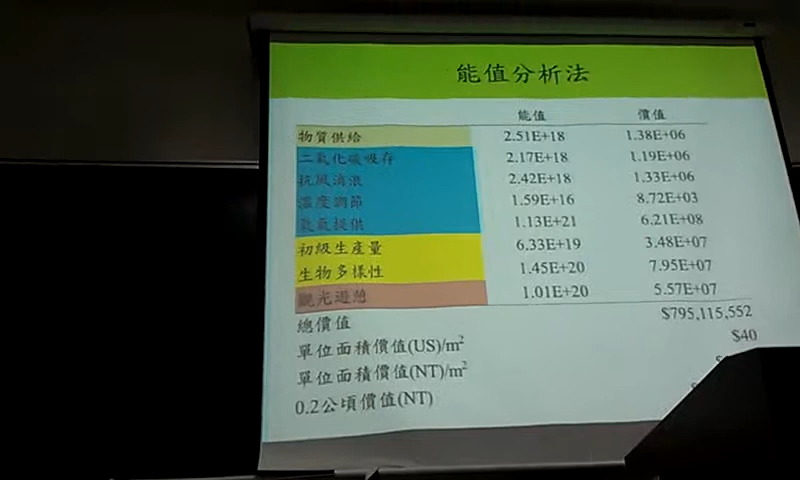 能值分析法
能值 價值
物質供給 2.51E+18 1.38E+06
二氧化碳吸存 2.17E+18 1.19E+06
抗風消浪 2.42E+18 1.33E+06
溫度調節 1.59E+16 8.72E+03
氧氣提供 1.13E+21 6.21E+08
初級生產量 6.33E+19 3.48E+07
生物多樣性 1.45E+20 7.95E+07
觀光遊憩 1.01E+20 5.57E+07
總價值 $795,115,552
單位面積價值(US)/m² $40
單位面積價值(NT)/m²
0.2公頃價值(NT)